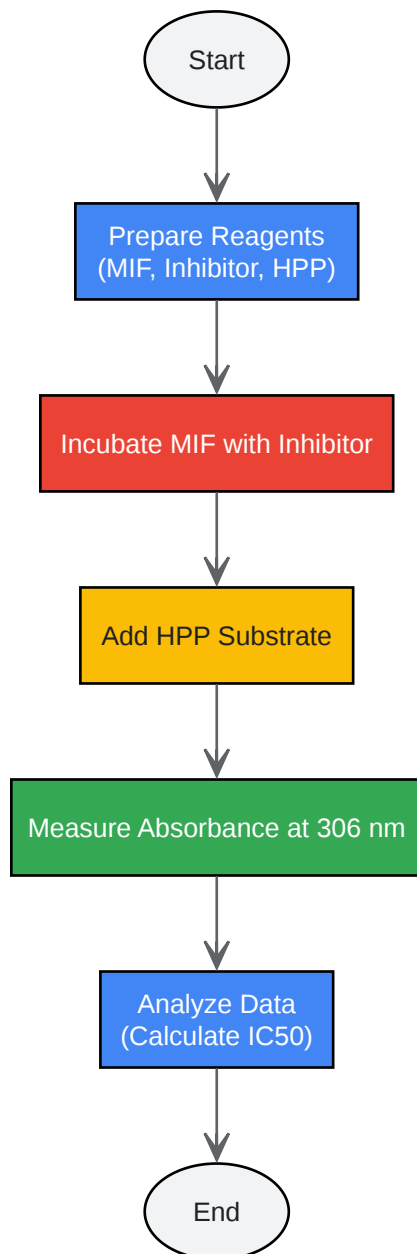 Start
Prepare Reagents
(MIF, Inhibitor, HPP)
Incubate MIF with Inhibitor
Add HPP Substrate
Measure Absorbance at 306 nm
Analyze Data
(Calculate IC50)
End